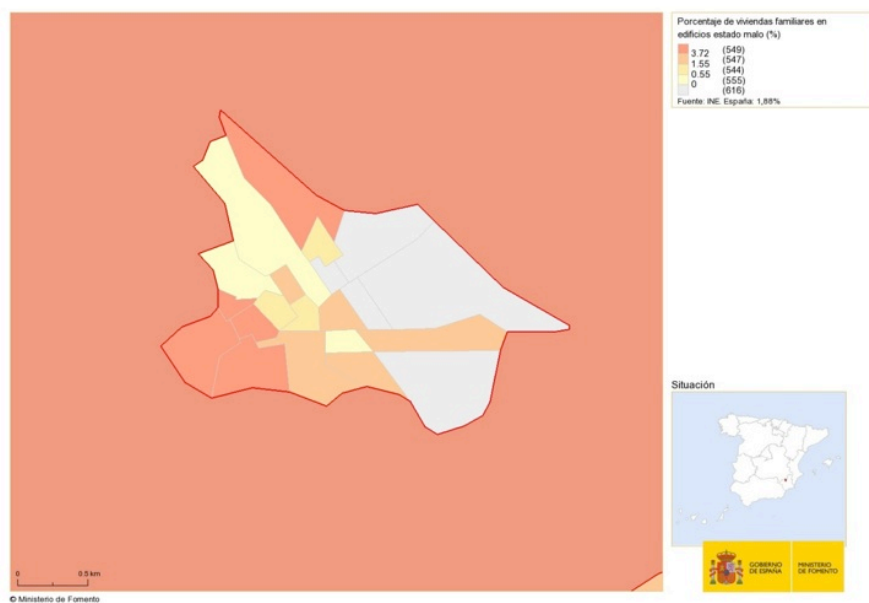 Porcentaje de viviendas familiares en
edificios estado malo (%)
3.72 (549)
1.55 (547)
0.55 (544)
0 (555)
(616)
Fuente: INE. España: 1,88%
Situación
0 0.5 km
GOBIERNO
DE ESPAÑA
MINISTERIO
DE FOMENTO
© Ministerio de Fomento